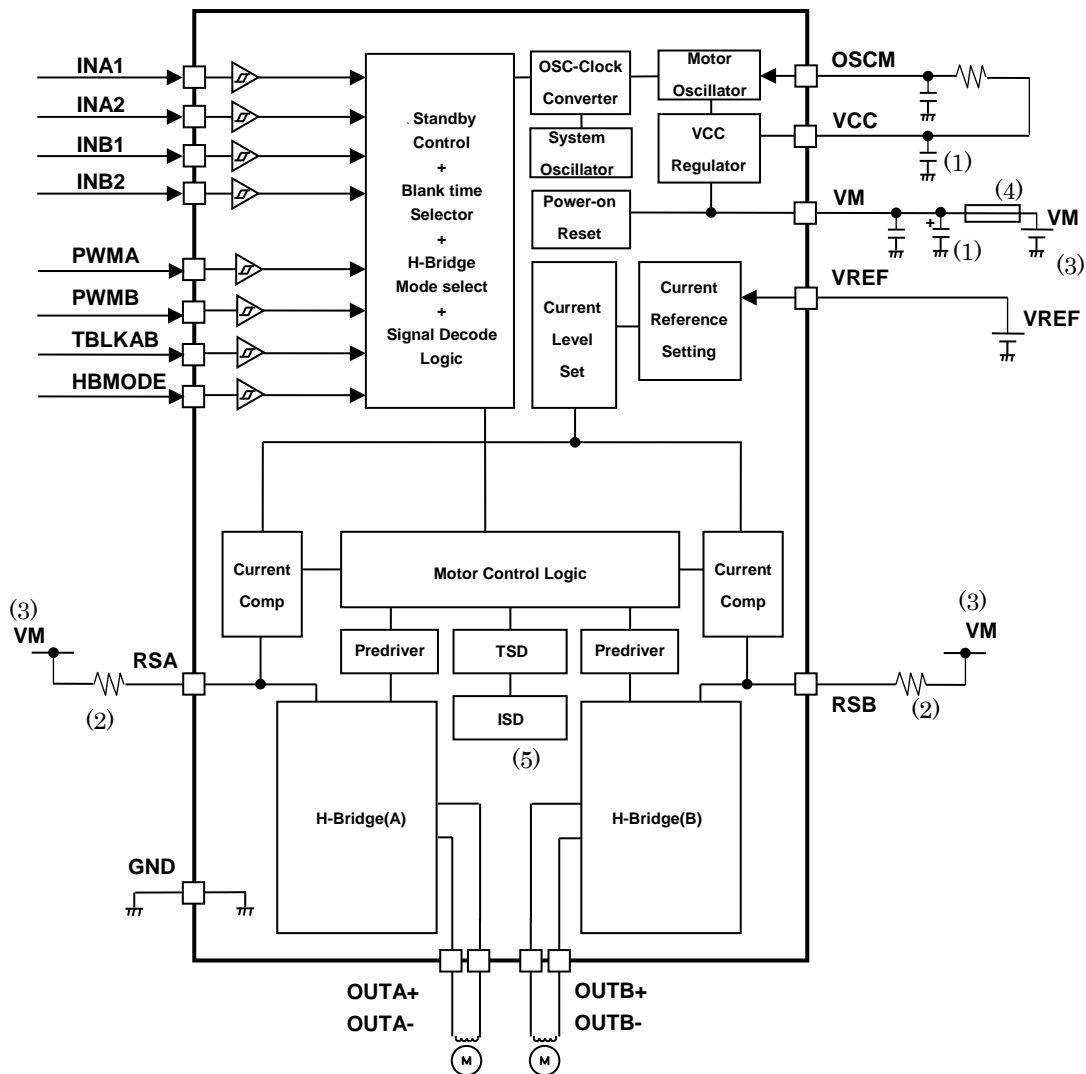 INA1
INA2
INB1
INB2
PWMA
PWMB
TBLKAB
HBMODE
. Standby
Control
+
Blank time
Selector
+
H-Bridge
Mode select
+
Signal Decode
Logic
OSC-Clock
Converter
Motor
Oscillator
System
Oscillator
VCC
Regulator
Power-on
Reset
Current
Level
Set
Current
Reference
Setting
OSCM
VCC
(1)
VM
+
(1)
(4)
VM
(3)
VREF
VREF
Current
Comp
Motor Control Logic
Current
Comp
(3)
VM
RSA
(2)
Predriver
TSD
Predriver
ISD
(5)
(3)
VM
RSB
(2)
H-Bridge(A)
H-Bridge(B)
GND
OUTA+
OUTA-
OUTB+
OUTB-
M
M